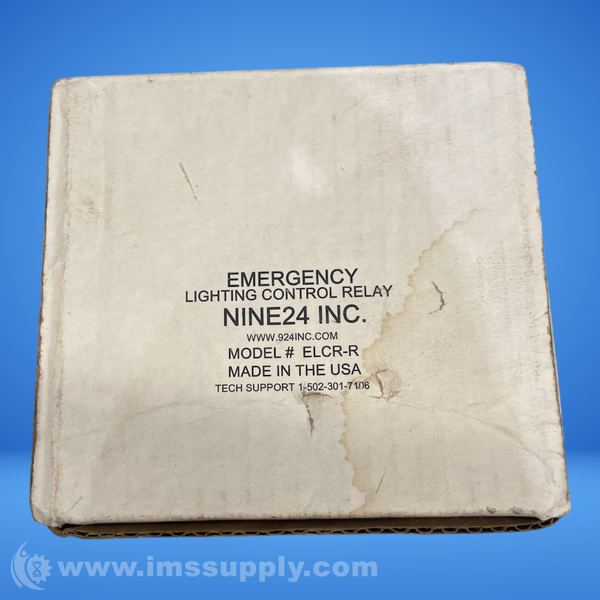 EMERGENCY
LIGHTING CONTROL RELAY
NINE24 INC.
WWW.924INC.COM
MODEL # ELCR-R
MADE IN THE USA
TECH SUPPORT 1-502-301-7106
www.imssupply.com